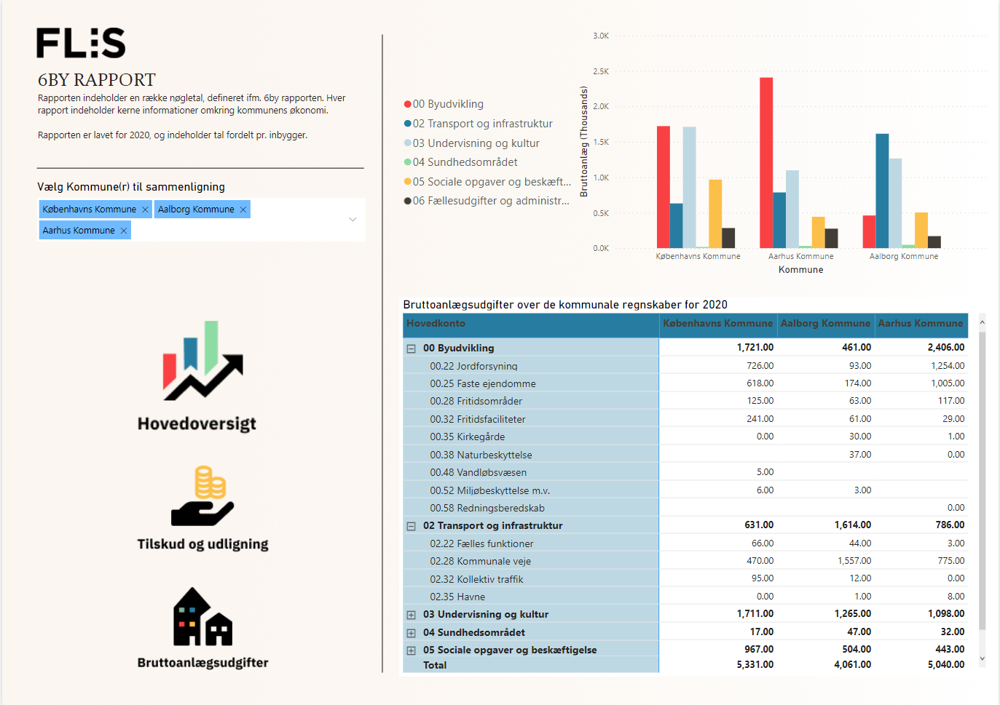 FLIS
6BY RAPPORT
Rapporten indeholder en række nøgletal, defineret ifm. 6by rapporten. Hver
rapport indeholder kerne informationer omkring kommunens økonomi.
Rapporten er lavet for 2020, og indeholder tal fordelt pr. inbygger.
Vælg Kommune(r) til sammenligning
Københavns Kommune × Aalborg Kommune ×
Aarhus Kommune ×
Hovedoversigt
Tilskud og udligning
Bruttoanlægsudgifter
00 Byudvikling
02 Transport og infrastruktur
03 Undervisning og kultur
04 Sundhedsområdet
05 Sociale opgaver og beskæft...
06 Fællesudgifter og administr...
Bruttoanlæg (Thousands)
3.0K
2.5K
2.0K
1.5K
1.0K
0.5K
0.0K
Københavns Kommune Aarhus Kommune Aalborg Kommune
Kommune
Bruttoanlægsudgifter over de kommunale regnskaber for 2020
Hovedkonto Københavns Kommune Aalborg Kommune Aarhus Kommune
00 Byudvikling 1,721.00 461.00 2,406.00
00.22 Jordforsyning 726.00 93.00 1,254.00
00.25 Faste ejendomme 618.00 174.00 1,005.00
00.28 Fritidsområder 125.00 63.00 117.00
00.32 Fritidsfaciliteter 241.00 61.00 29.00
00.35 Kirkegårde 0.00 30.00 1.00
00.38 Naturbeskyttelse 37.00 0.00
00.48 Vandløbsvæsen 5.00
00.52 Miljøbeskyttelse m.v. 6.00 3.00
00.58 Redningsberedskab 0.00
02 Transport og infrastruktur 631.00 1,614.00 786.00
02.22 Fælles funktioner 66.00 44.00 3.00
02.28 Kommunale veje 470.00 1,557.00 775.00
02.32 Kollektiv traffik 95.00 12.00 0.00
02.35 Havne 0.00 1.00 8.00
03 Undervisning og kultur 1,711.00 1,265.00 1,098.00
04 Sundhedsområdet 17.00 47.00 32.00
05 Sociale opgaver og beskæftigelse 967.00 504.00 443.00
Total 5,331.00 4,061.00 5,040.00